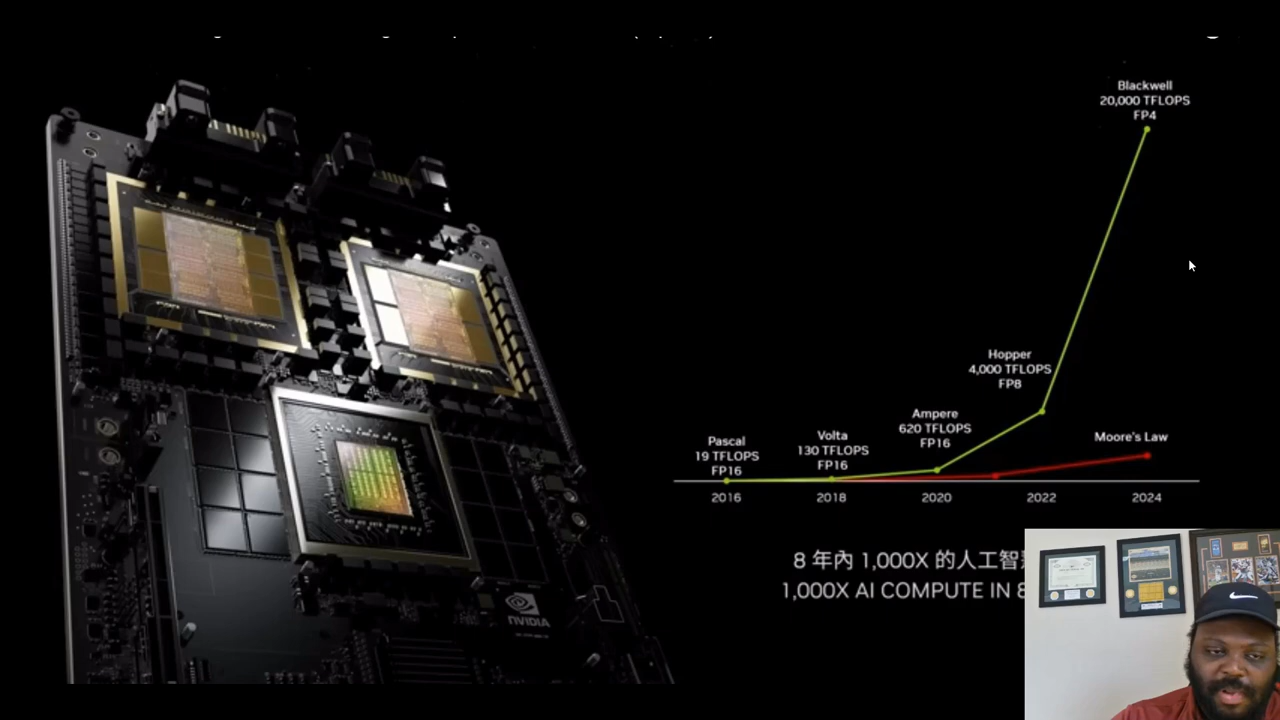 Blackwell
20,000 TFLOPS
FP4
Hopper
4,000 TFLOPS
FP8
Ampere
620 TFLOPS
FP16
Moore's Law
Volta
130 TFLOPS
FP16
Pascal
19 TFLOPS
FP16
2016
2018
2020
2022
2024
8 年內 1,000X 的人工智
1,000X AI COMPUTE IN 8
NVIDIA